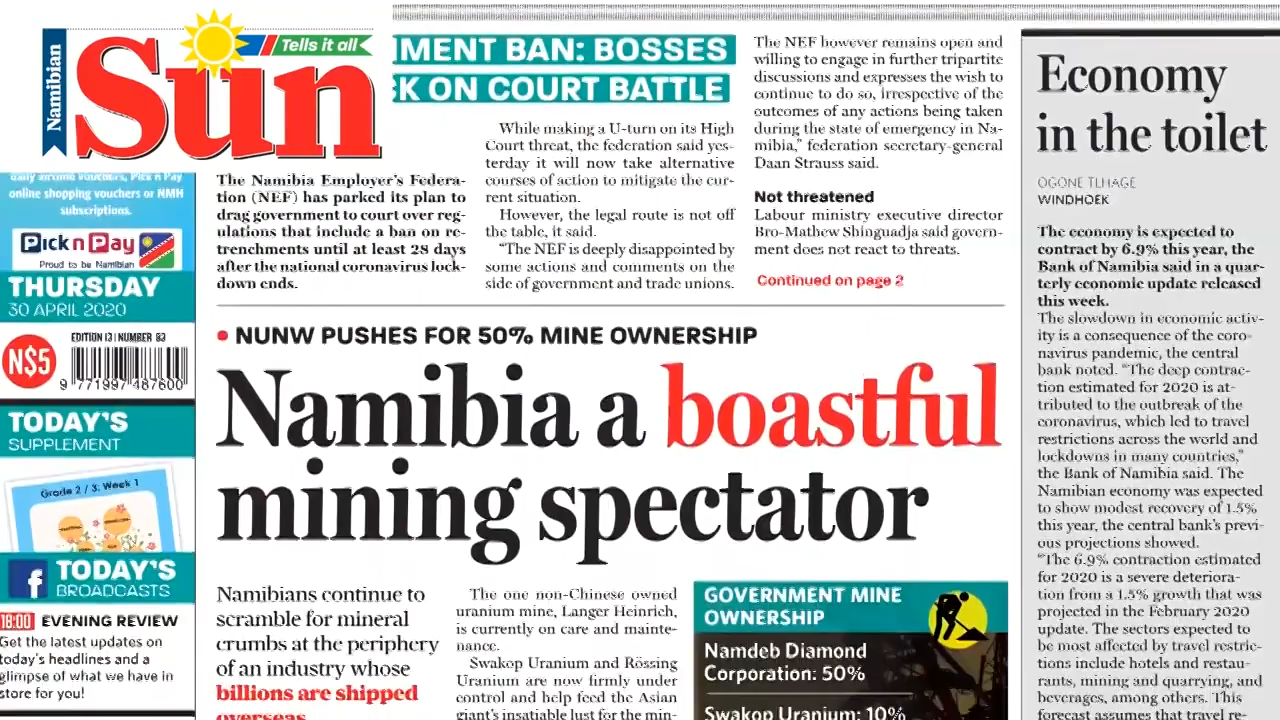 Namibian
Sun
Tells it all
MENT BAN: BOSSES
K ON COURT BATTLE
daily airtime vouchers, Pick n Pay
online shopping vouchers or NMH
subscriptions.
Pick n Pay
Proud to be Namibian
THURSDAY
30 APRIL 2020
N$5
EDITION 13 | NUMBER 83
9 771997 487600
TODAY'S
SUPPLEMENT
Grade 2 / 3: Week 1
TODAY'S
BROADCASTS
18:00 EVENING REVIEW
Get the latest updates on
today's headlines and a
glimpse of what we have in
store for you!
The Namibia Employer's Federa-
tion (NEF) has parked its plan to
drag government to court over reg-
ulations that include a ban on re-
trenchments until at least 28 days
after the national coronavirus lock-
down ends.
While making a U-turn on its High
Court threat, the federation said yes-
terday it will now take alternative
courses of action to mitigate the cur-
rent situation.
However, the legal route is not off
the table, it said.
"The NEF is deeply disappointed by
some actions and comments on the
side of government and trade unions.
The NEF however remains open and
willing to engage in further tripartite
discussions and expresses the wish to
continue to do so, irrespective of the
outcomes of any actions being taken
during the state of emergency in Na-
mibia," federation secretary-general
Daan Strauss said.
Not threatened
Labour ministry executive director
Bro-Mathew Shinguadja said govern-
ment does not react to threats.
Continued on page 2
• NUNW PUSHES FOR 50% MINE OWNERSHIP
Namibia a boastful
mining spectator
Namibians continue to
scramble for mineral
crumbs at the periphery
of an industry whose
billions are shipped
overseas.
The one non-Chinese owned
uranium mine, Langer Heinrich,
is currently on care and mainte-
nance.
Swakop Uranium and Rössing
Uranium are now firmly under
control and help feed the Asian
giant's insatiable lust for the min-
GOVERNMENT MINE
OWNERSHIP
Namdeb Diamond
Corporation: 50%
Swakop Uranium: 10%
Economy
in the toilet
OGONE TLHAGE
WINDHOEK
The economy is expected to
contract by 6.9% this year, the
Bank of Namibia said in a quar-
terly economic update released
this week.
The slowdown in economic activ-
ity is a consequence of the coro-
navirus pandemic, the central
bank noted. "The deep contrac-
tion estimated for 2020 is at-
tributed to the outbreak of the
coronavirus, which led to travel
restrictions across the world and
lockdowns in many countries,"
the Bank of Namibia said. The
Namibian economy was expected
to show modest recovery of 1.5%
this year, the central bank's previ-
ous projections showed.
"The 6.9% contraction estimated
for 2020 is a severe deteriora-
tion from a 1.5% growth that was
projected in the February 2020
update. The sectors expected to
be most affected by travel restric-
tions include hotels and restau-
rants, mining and quarrying, and
beverages, among others. This
forecast assumes that travel re-